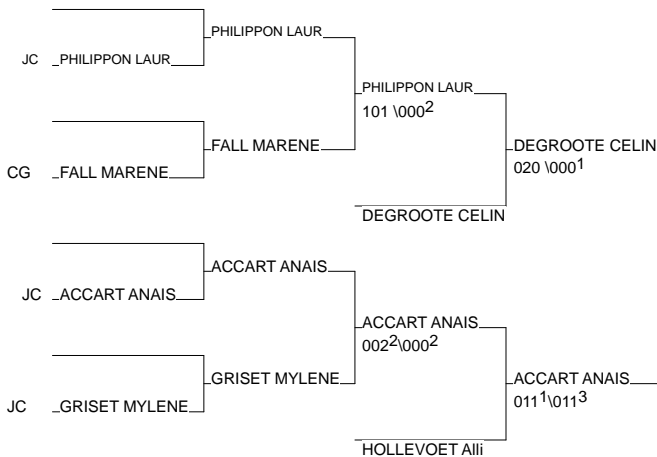 PHILIPPON LAUR
JC PHILIPPON LAUR
PHILIPPON LAUR
101 \000²
FALL MARENE
DEGROOTE CELIN
020 \000¹
CG FALL MARENE
DEGROOTE CELIN
ACCART ANAIS
JC ACCART ANAIS
ACCART ANAIS
002²\000²
GRISET MYLENE
ACCART ANAIS
011¹\011³
JC GRISET MYLENE
HOLLEVOET Alli